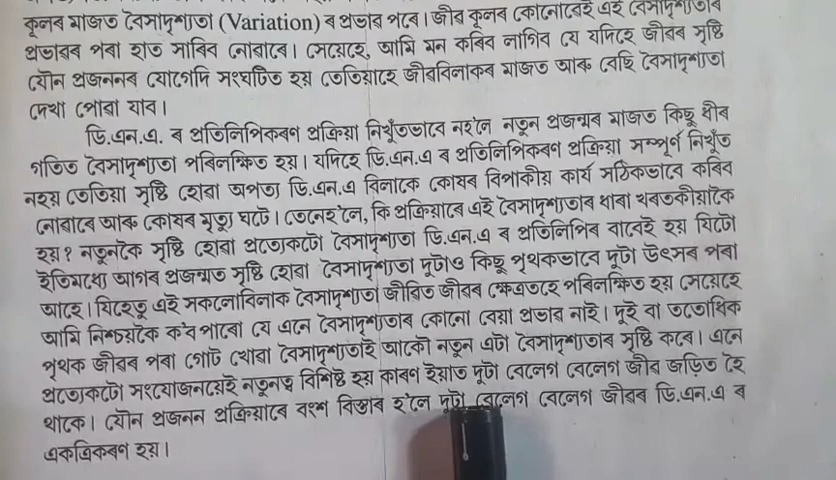 কুলৰ মাজত বৈসাদৃশ্যতা (Variation) ৰ প্ৰভাৱ পৰে। জীৱ কুলৰ কোনোৱেই এই বৈসাদৃশ্যতাৰ
প্ৰভাৱৰ পৰা হাত সাৰিব নোৱাৰে। সেয়েহে, আমি মন কৰিব লাগিব যে যদিহে জীৱৰ সৃষ্টি
যৌন প্ৰজননৰ যোগেদি সংঘটিত হয় তেতিয়াহে জীৱবিলাকৰ মাজত আৰু বেছি বৈসাদৃশ্যতা
দেখা পোৱা যাব।
ডি.এন.এ. ৰ প্ৰতিলিপিকৰণ প্ৰক্ৰিয়া নিখুঁতভাবে নহ'লে নতুন প্ৰজন্মৰ মাজত কিছু ধীৰ
গতিত বৈসাদৃশ্যতা পৰিলক্ষিত হয়। যদিহে ডি.এন.এ ৰ প্ৰতিলিপিকৰণ প্ৰক্ৰিয়া সম্পূৰ্ণ নিখুঁত
নহয় তেতিয়া সৃষ্টি হোৱা অপত্য ডি.এন.এ বিলাকে কোষৰ বিপাকীয় কাৰ্য সঠিকভাবে কৰিব
নোৱাৰে আৰু কোষৰ মৃত্যু ঘটে। তেনেহ'লে, কি প্ৰক্ৰিয়াৰে এই বৈসাদৃশ্যতাৰ ধাৰা খৰতকীয়াকৈ
হয়? নতুনকৈ সৃষ্টি হোৱা প্ৰত্যেকটো বৈসাদৃশ্যতা ডি.এন.এ ৰ প্ৰতিলিপিৰ বাবেই হয় যিটো
ইতিমধ্যে আগৰ প্ৰজন্মত সৃষ্টি হোৱা বৈসাদৃশ্যতা দুটাও কিছু পৃথকভাবে দুটা উৎসৰ পৰা
আহে। যিহেতু এই সকলোবিলাক বৈসাদৃশ্যতা জীৱিত জীৱৰ ক্ষেত্ৰতহে পৰিলক্ষিত হয় সেয়েহে
আমি নিশ্চয়কৈ ক'ব পাৰো যে এনে বৈসাদৃশ্যতাৰ কোনো বেয়া প্ৰভাৱ নাই। দুই বা ততোধিক
পৃথক জীৱৰ পৰা গোট খোৱা বৈসাদৃশ্যতাই আকৌ নতুন এটা বৈসাদৃশ্যতাৰ সৃষ্টি কৰে। এনে
প্ৰত্যেকটো সংযোজনয়েই নতুনত্ব বিশিষ্ট হয় কাৰণ ইয়াত দুটা বেলেগ বেলেগ জীৱ জড়িত হৈ
থাকে। যৌন প্ৰজনন প্ৰক্ৰিয়াৰে বংশ বিস্তাৰ হ'লে দুটা বেলেগ বেলেগ জীৱৰ ডি.এন.এ ৰ
একত্ৰিকৰণ হয়।